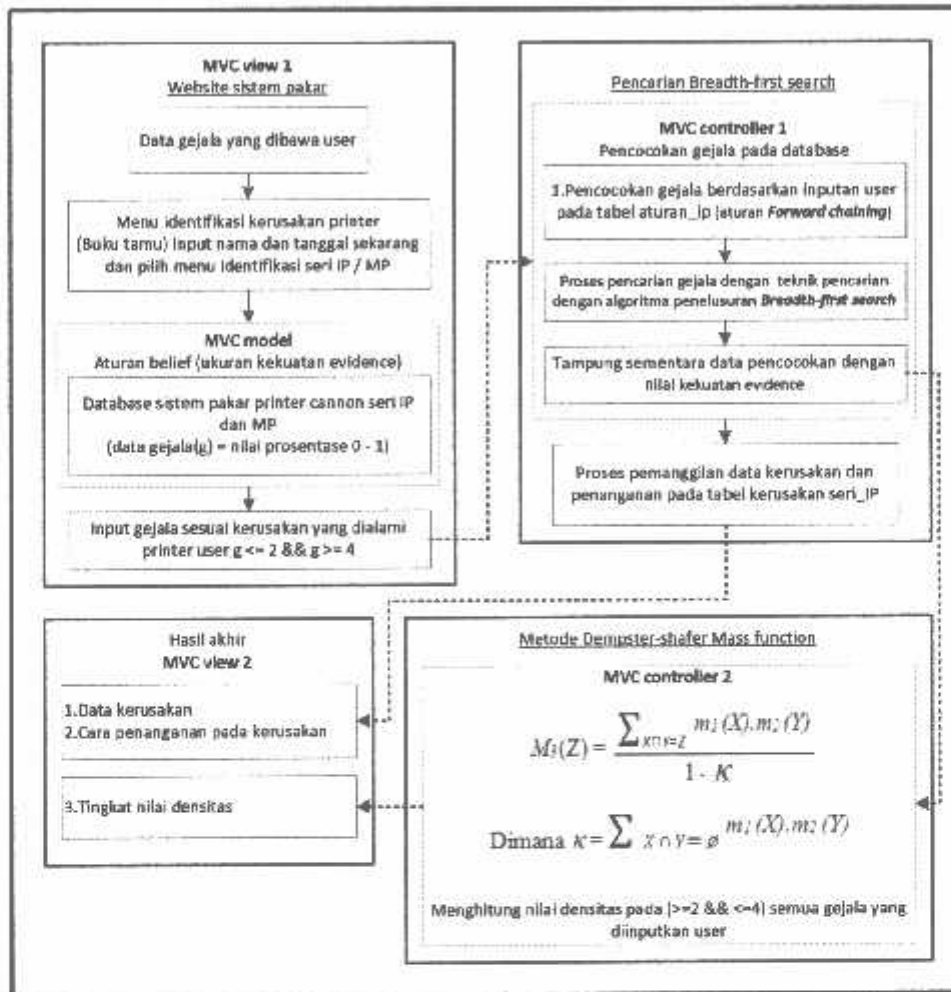 MVC view 1
Website sistem pakar
Data gejala yang dibawa user
Menu identifikasi kerusakan printer
(Buku tamu) Input nama dan tanggal sekarang
dan pilih menu Identifikasi seri IP / MP
MVC model
Aturan belief (ukuran kekuatan evidence)
Database sistem pakar printer cannon seri IP
dan MP
(data gejala(g) = nilai prosentase 0 - 1)
Input gejala sesuai kerusakan yang dialami
printer user g <= 2 && g >= 4
Pencarian Breadth-first search
MVC controller 1
Pencocokan gejala pada database
1.Pencocokan gejala berdasarkan inputan user
pada tabel aturan_ip (aturan Forward chaining)
Proses pencarian gejala dengan teknik pencarian
dengan algoritma penelusuran Breadth-first search
Tampung sementara data pencocokan dengan
nilai kekuatan evidence
Proses pemanggilan data kerusakan dan
penanganan pada tabel kerusakan seri_IP
Hasil akhir
MVC view 2
1.Data kerusakan
2.Cara penanganan pada kerusakan
3.Tingkat nilai densitas
Metode Dempster-shafer Mass function
MVC controller 2
M3(Z) = ∑ X∩Y=Z m1(X).m2(Y)
1 - K
Dimana K = ∑ X∩Y=ø m1(X).m2(Y)
Menghitung nilai densitas pada (>=2 && <=4) semua gejala yang
diinputkan user